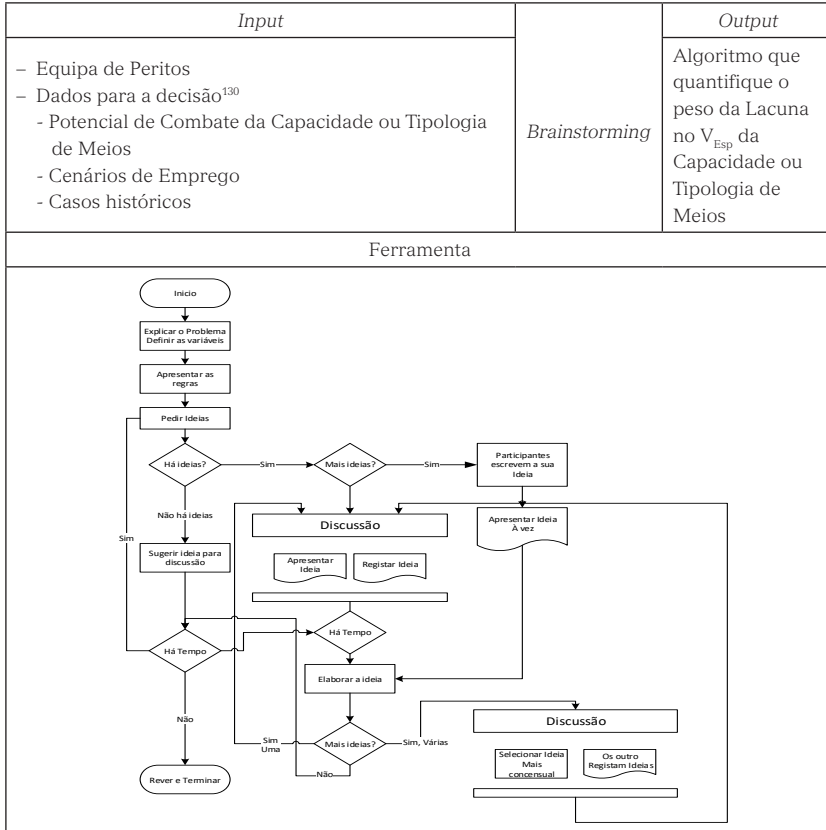 Input
Output
– Equipa de Peritos
– Dados para a decisão¹³⁰
- Potencial de Combate da Capacidade ou Tipologia
de Meios
- Cenários de Emprego
- Casos históricos
Brainstorming
Algoritmo que
quantifique o
peso da Lacuna
no V_Esp da
Capacidade ou
Tipologia de
Meios
Ferramenta
Inicio
Explicar o Problema
Definir as variáveis
Apresentar as
regras
Pedir Ideias
Há ideias?
Sim
Mais ideias?
Sim
Participantes
escrevem a sua
Ideia
Não há ideias
Sim
Discussão
Apresentar Ideia
À vez
Sugerir ideia para
discussão
Apresentar
Ideia
Registar Ideia
Há Tempo
Há Tempo
Elaborar a ideia
Não
Sim
Uma
Mais ideias?
Sim, Várias
Discussão
Não
Rever e Terminar
Selecionar Ideia
Mais
concensual
Os outro
Registam Ideias